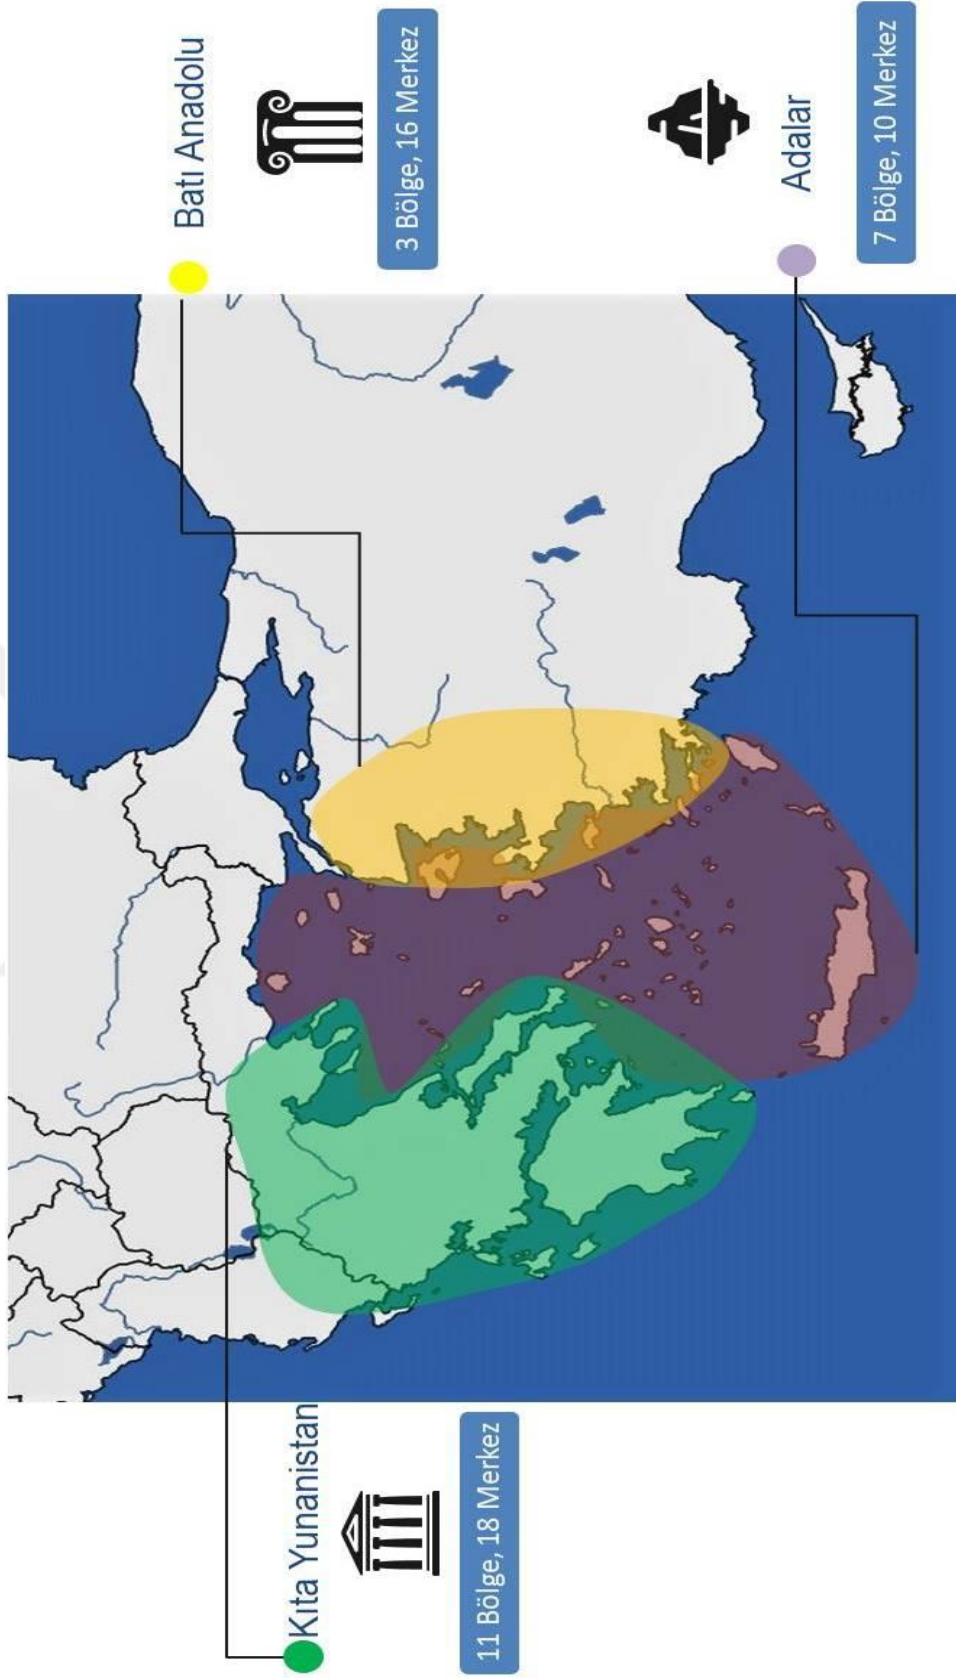 Kıta Yunanistan
11 Bölge, 18 Merkez
Batı Anadolu
3 Bölge, 16 Merkez
Adalar
7 Bölge, 10 Merkez